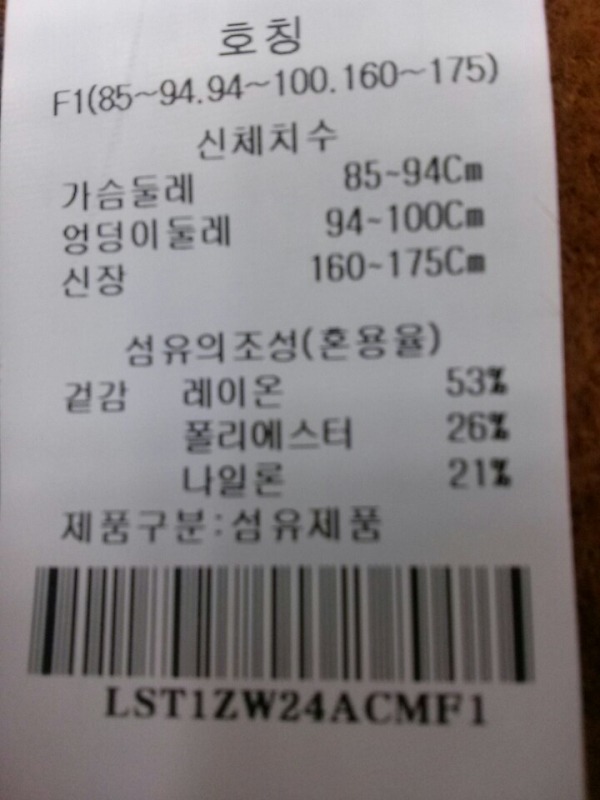 호칭
F1(85~94.94~100.160~175)
신체치수
가슴둘레 85~94Cm
엉덩이둘레 94~100Cm
신장 160~175Cm
섬유의조성(혼용율)
겉감 레이온 53%
폴리에스터 26%
나일론 21%
제품구분:섬유제품
LST1ZW24ACMF1